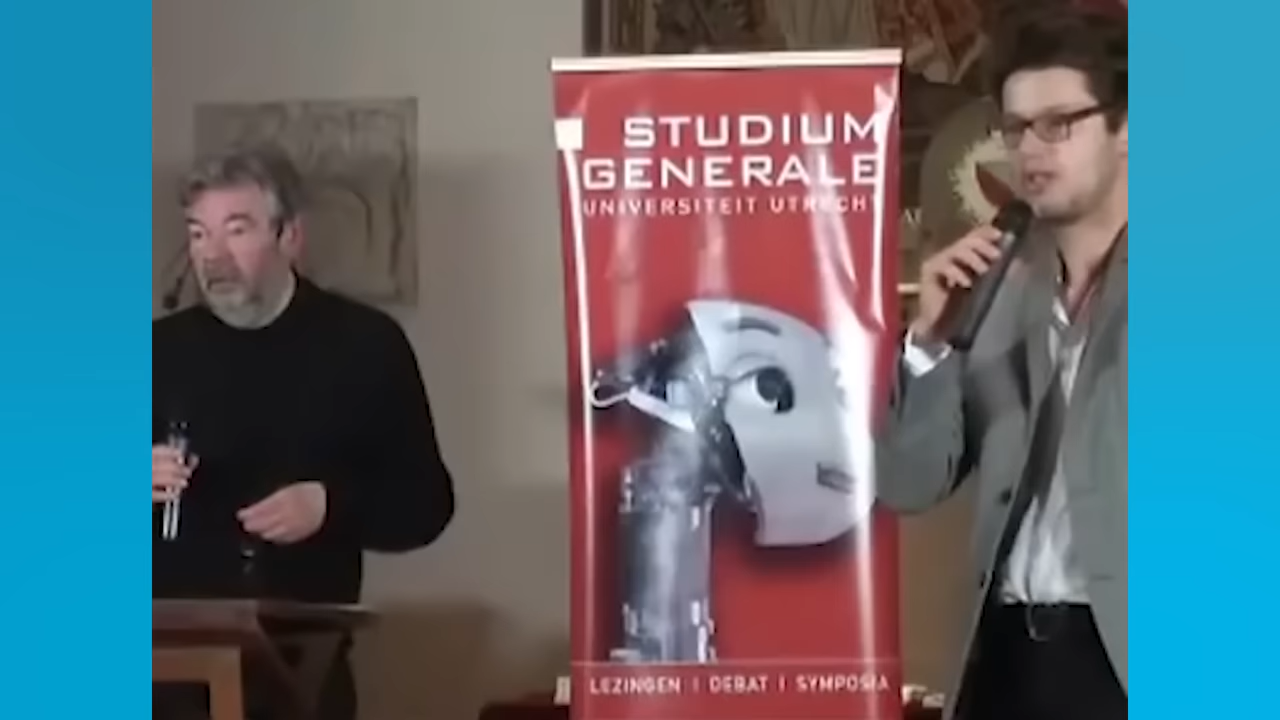 STUDIUM
GENERALE
UNIVERSITEIT UTRECHT
LEZINGEN | DEBAT | SYMPOSIA